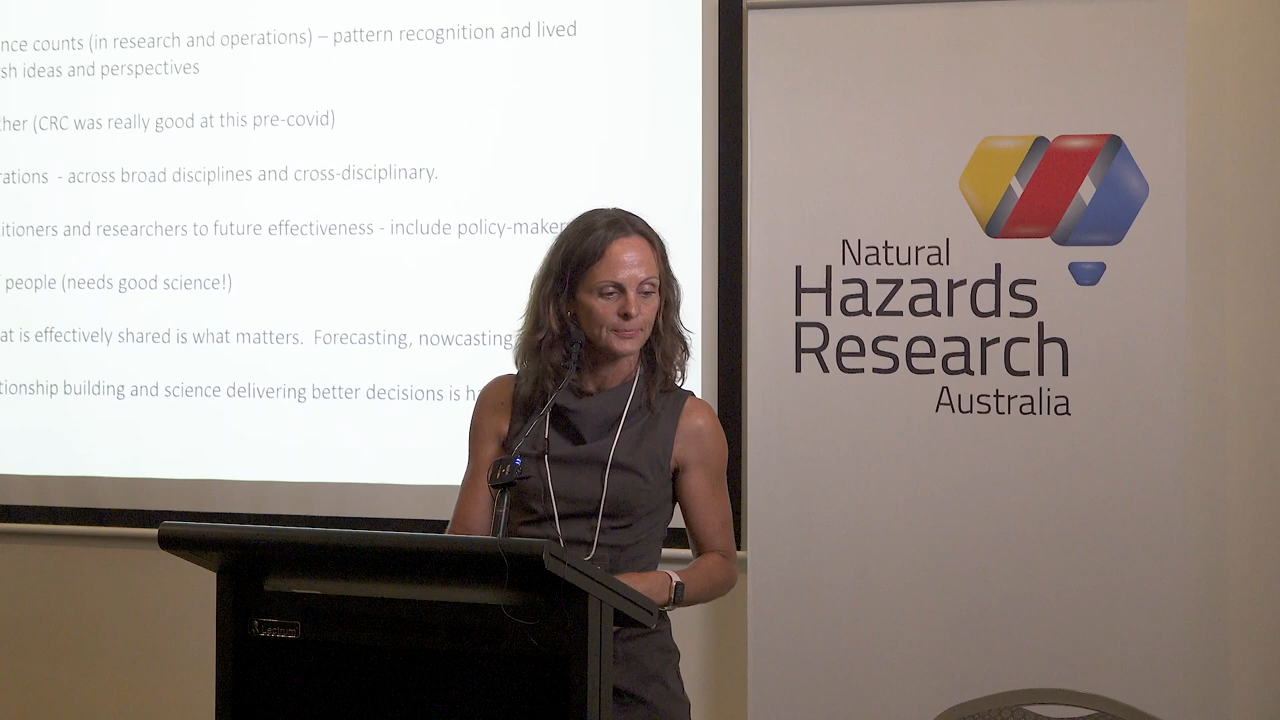 nce counts (in research and operations) – pattern recognition and lived
sh ideas and perspectives
ther (CRC was really good at this pre-covid)
rations - across broad disciplines and cross-disciplinary.
itioners and researchers to future effectiveness - include policy-maker
people (needs good science!)
at is effectively shared is what matters. Forecasting, nowcasting
tionship building and science delivering better decisions is h
Natural
Hazards
Research
Australia
Lectrum